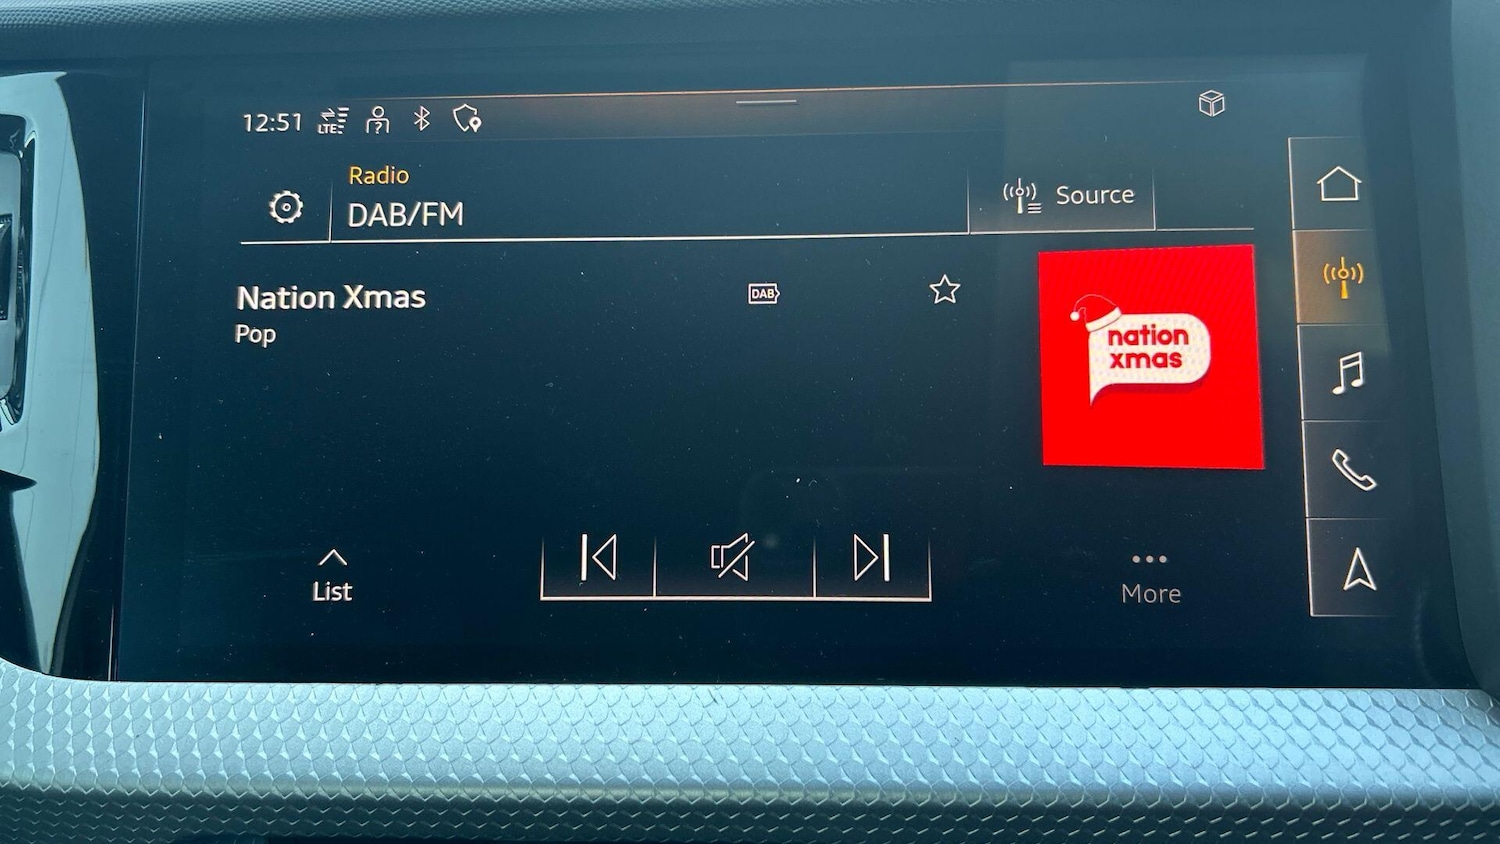 12:51
LTE
?
Radio
DAB/FM
Source
Nation Xmas
DAB
Pop
nation
xmas
List
More